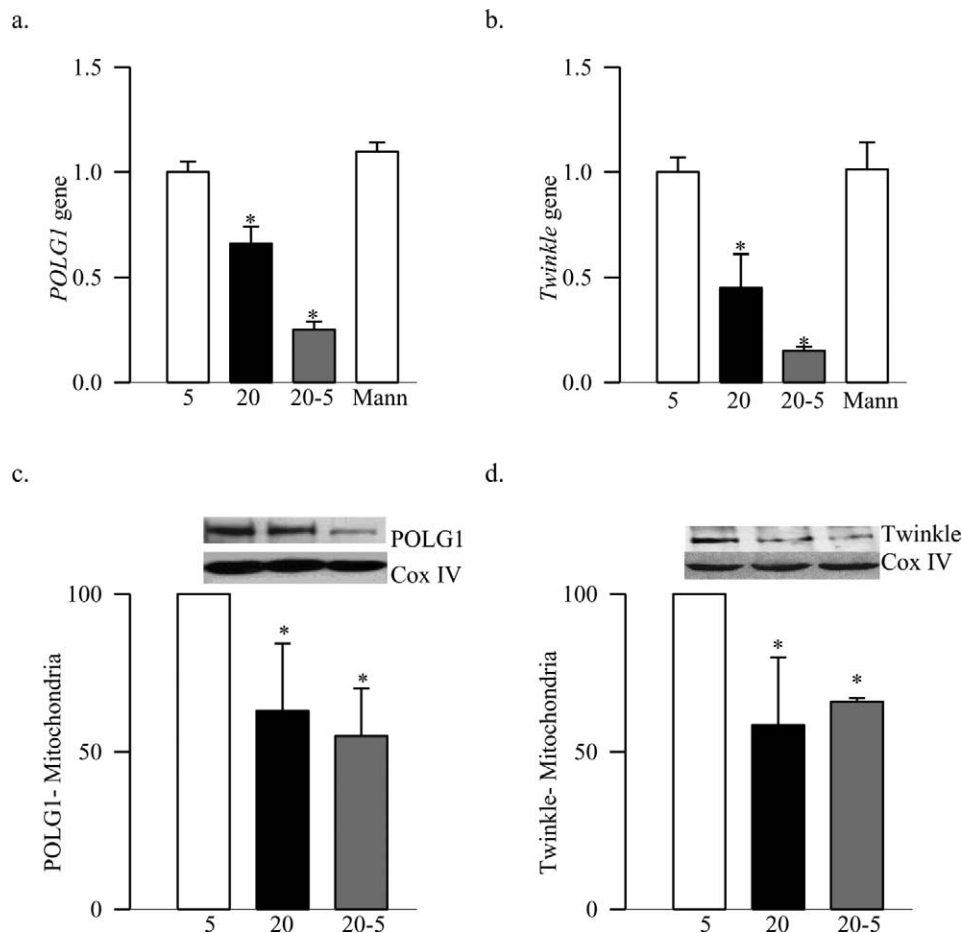 a.
1.5
1.0
0.5
0.0
POLG1 gene
*
*
5 20 20-5 Mann
b.
1.5
1.0
0.5
0.0
Twinkle gene
*
*
5 20 20-5 Mann
c.
POLG1
Cox IV
100
50
0
POLG1- Mitochondria
*
*
5 20 20-5
d.
Twinkle
Cox IV
100
50
0
Twinkle- Mitochondria
*
*
5 20 20-5